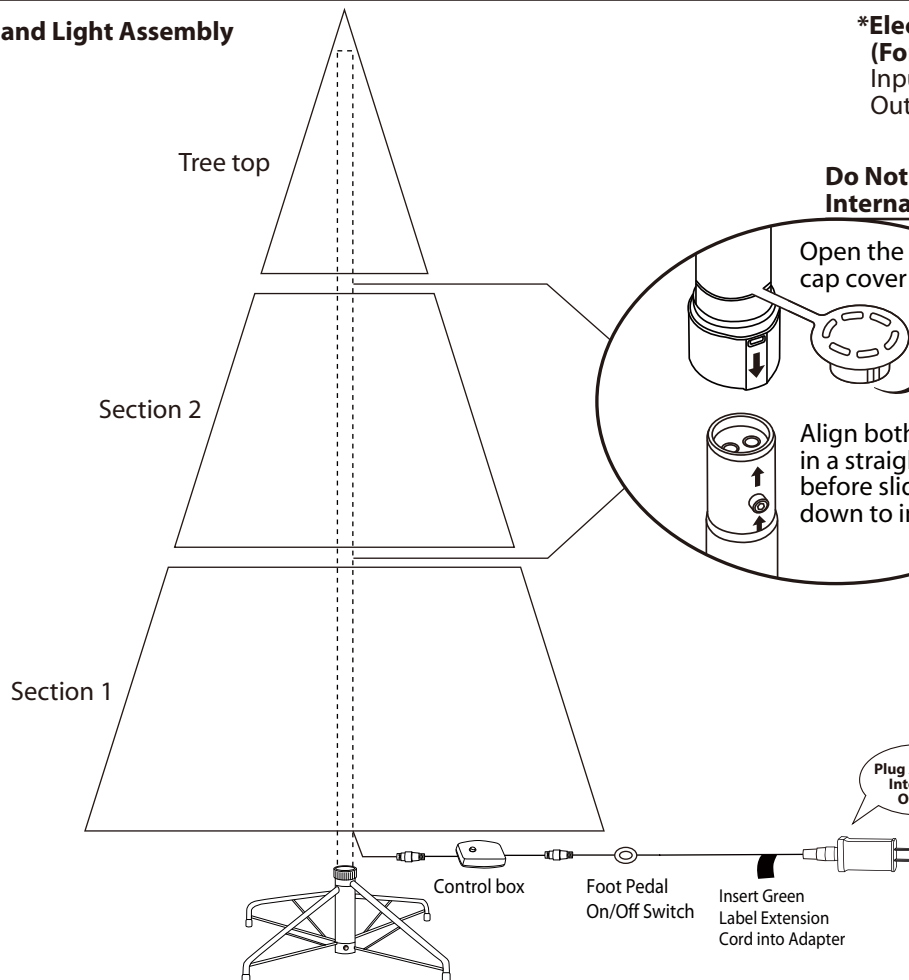 and Light Assembly
*Elec
(Fo
Inpu
Out
Tree top
Do Not
Interna
Open the
cap cover
Section 2
Align both
in a straigh
before slid
down to in
Section 1
Plug
Int
O
Control box
Foot Pedal
On/Off Switch
Insert Green
Label Extension
Cord into Adapter